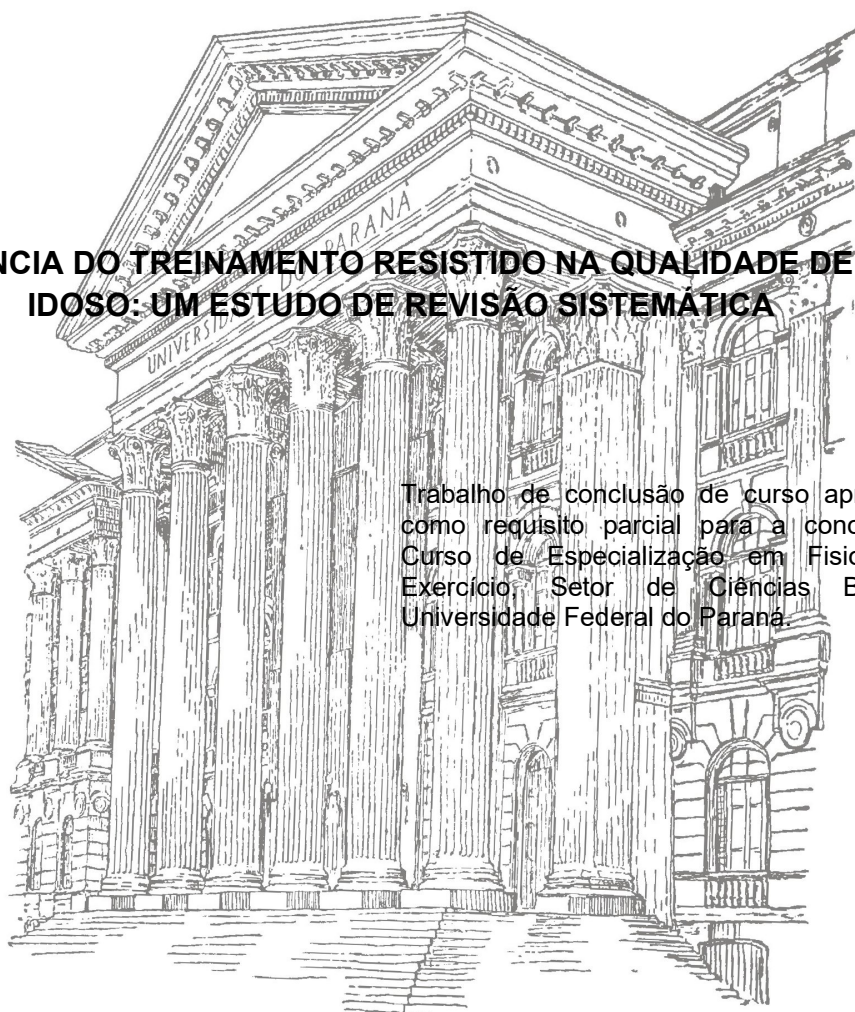 UNIVERSIDADE DO PARANÁ
NCIA DO TREINAMENTO RESISTIDO NA QUALIDADE DE
IDOSO: UM ESTUDO DE REVISÃO SISTEMÁTICA
Trabalho de conclusão de curso ap
como requisito parcial para a conc
Curso de Especialização em Fisio
Exercício, Setor de Ciências B
Universidade Federal do Paraná.